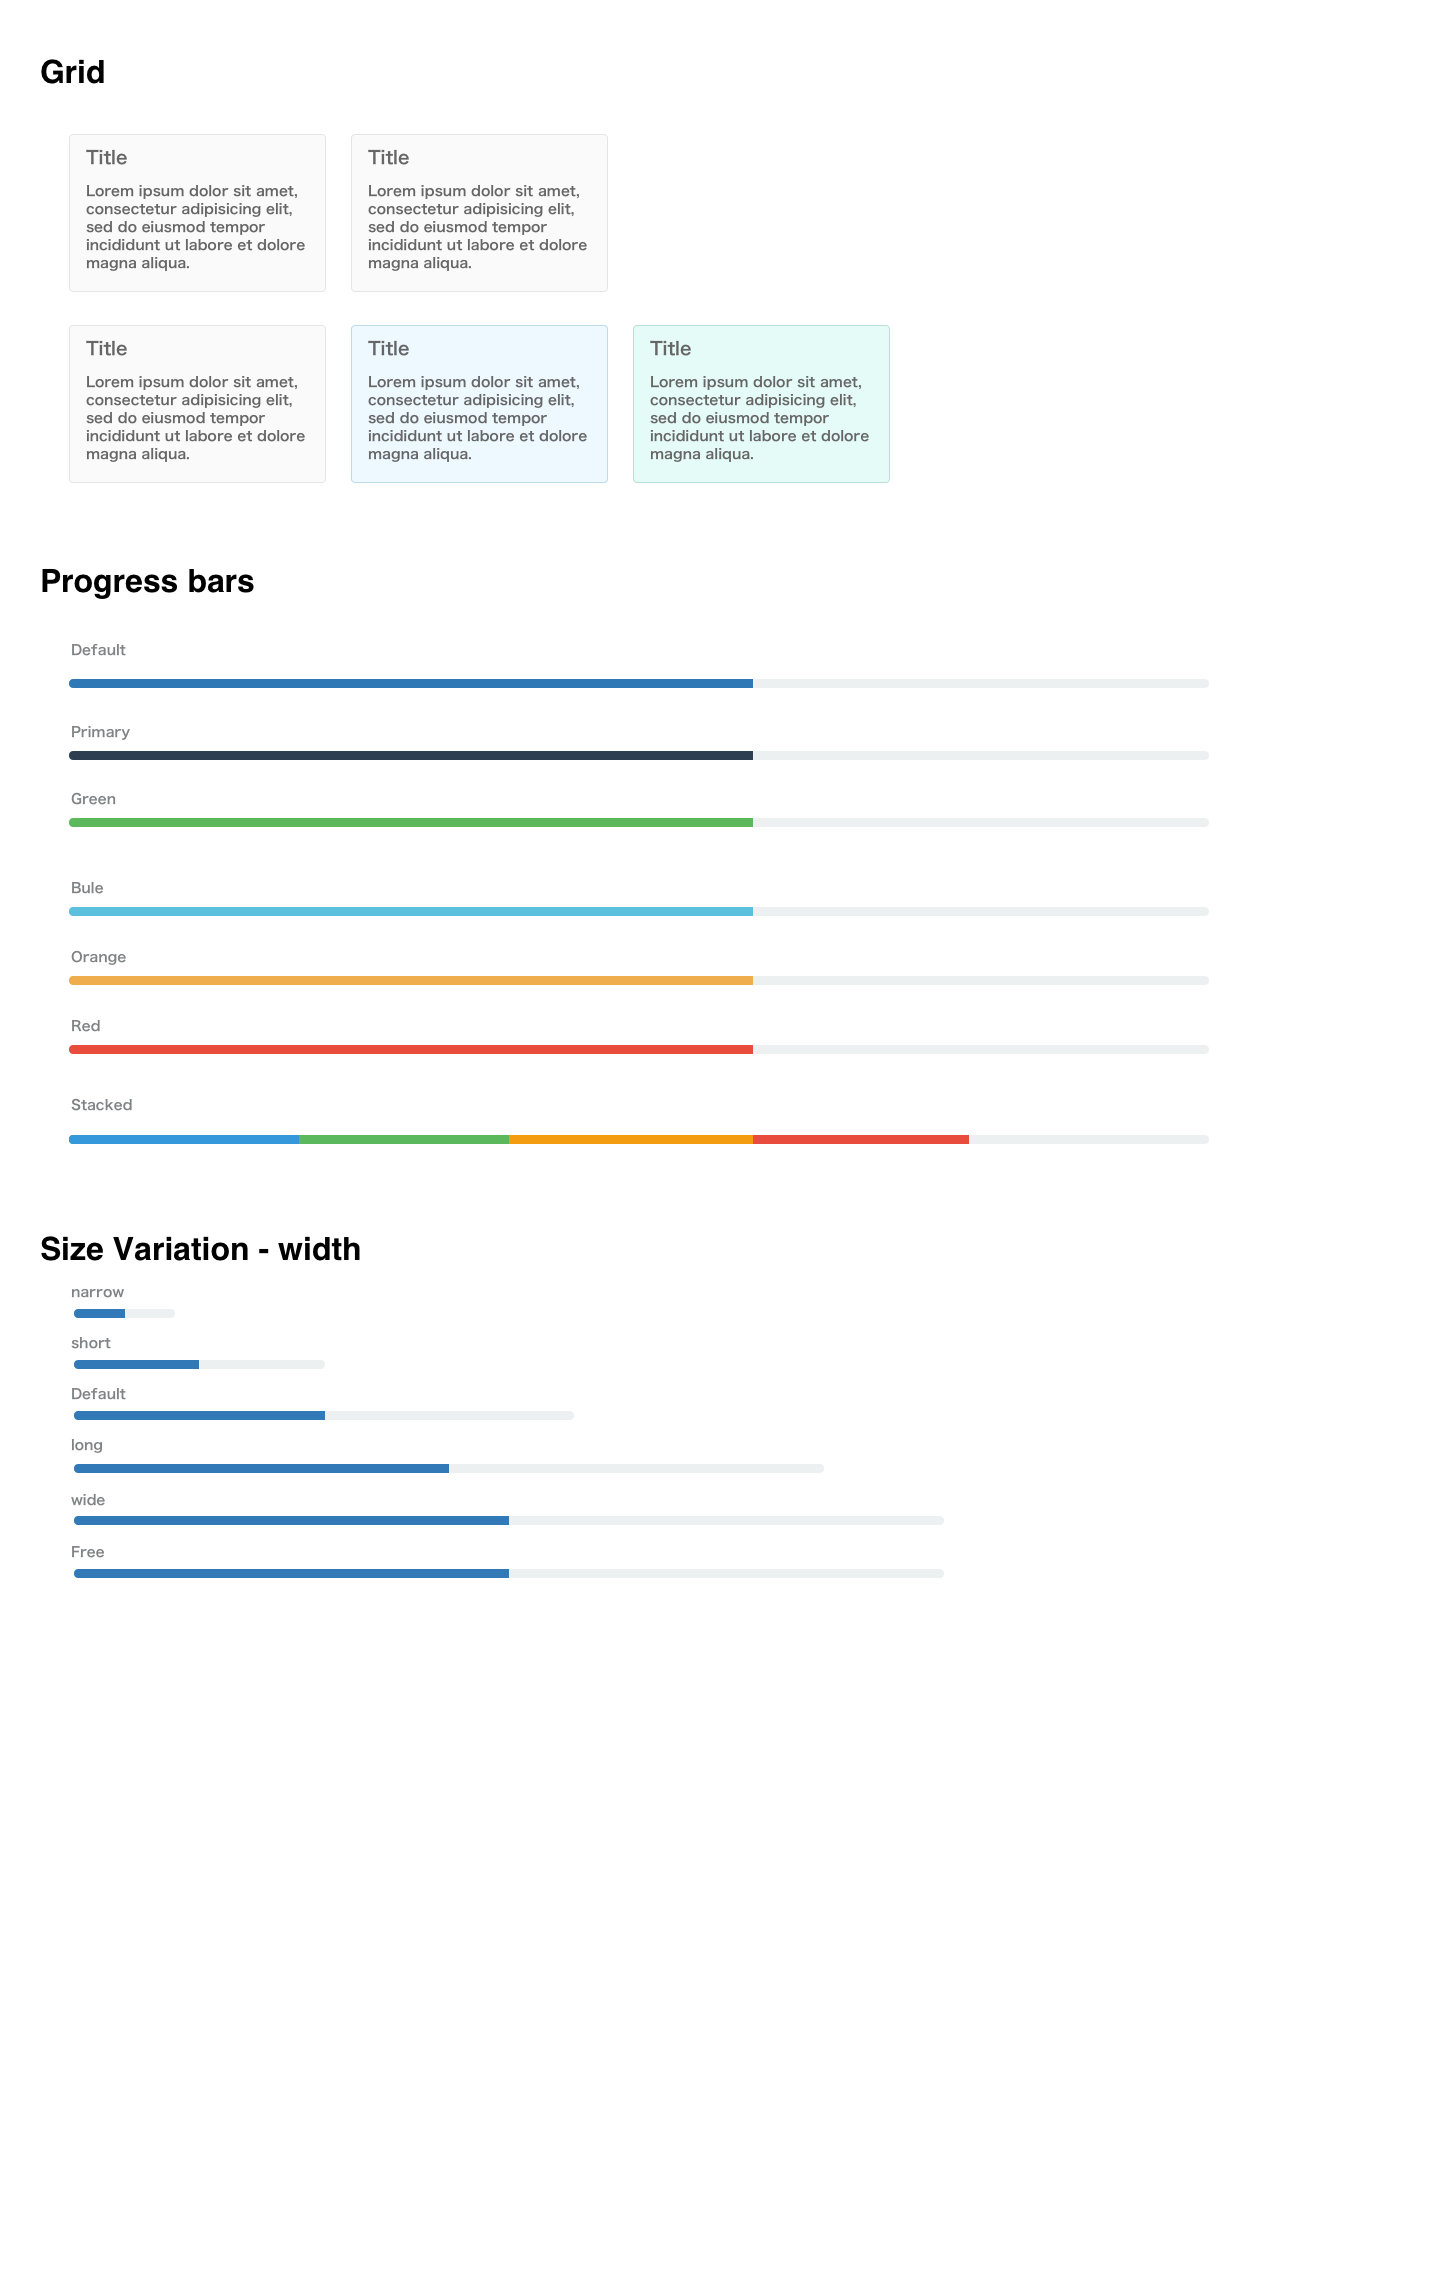 Grid
Title
Lorem ipsum dolor sit amet,
consectetur adipisicing elit,
sed do eiusmod tempor
incididunt ut labore et dolore
magna aliqua.
Title
Lorem ipsum dolor sit amet,
consectetur adipisicing elit,
sed do eiusmod tempor
incididunt ut labore et dolore
magna aliqua.
Title
Lorem ipsum dolor sit amet,
consectetur adipisicing elit,
sed do eiusmod tempor
incididunt ut labore et dolore
magna aliqua.
Title
Lorem ipsum dolor sit amet,
consectetur adipisicing elit,
sed do eiusmod tempor
incididunt ut labore et dolore
magna aliqua.
Title
Lorem ipsum dolor sit amet,
consectetur adipisicing elit,
sed do eiusmod tempor
incididunt ut labore et dolore
magna aliqua.
Progress bars
Default
Primary
Green
Bule
Orange
Red
Stacked
Size Variation - width
narrow
short
Default
long
wide
Free